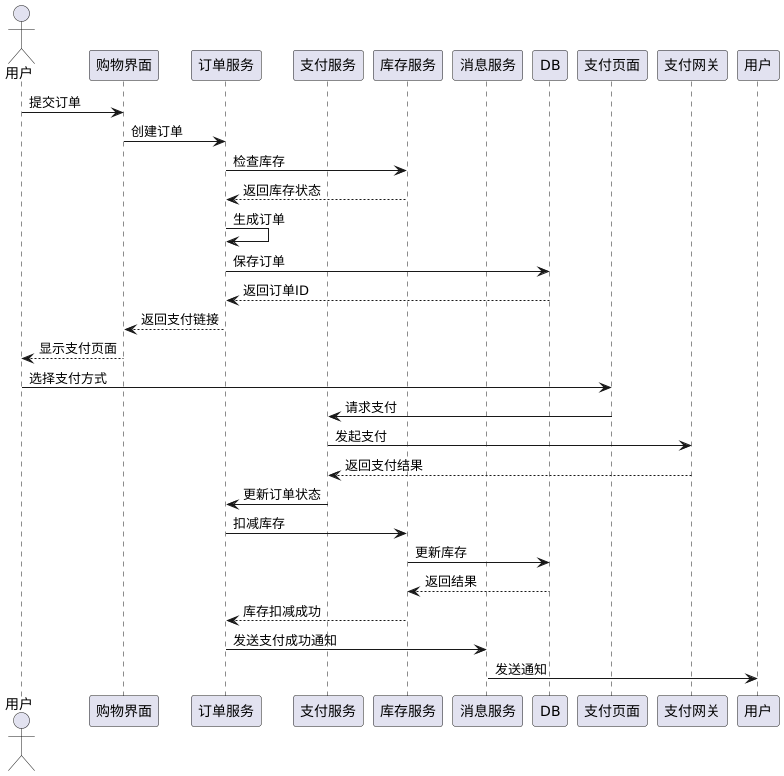 用户
购物界面
订单服务
支付服务
库存服务
消息服务
DB
支付页面
支付网关
用户
提交订单
创建订单
检查库存
返回库存状态
生成订单
保存订单
返回订单ID
返回支付链接
显示支付页面
选择支付方式
请求支付
发起支付
返回支付结果
更新订单状态
扣减库存
更新库存
返回结果
库存扣减成功
发送支付成功通知
发送通知
用户
购物界面
订单服务
支付服务
库存服务
消息服务
DB
支付页面
支付网关
用户